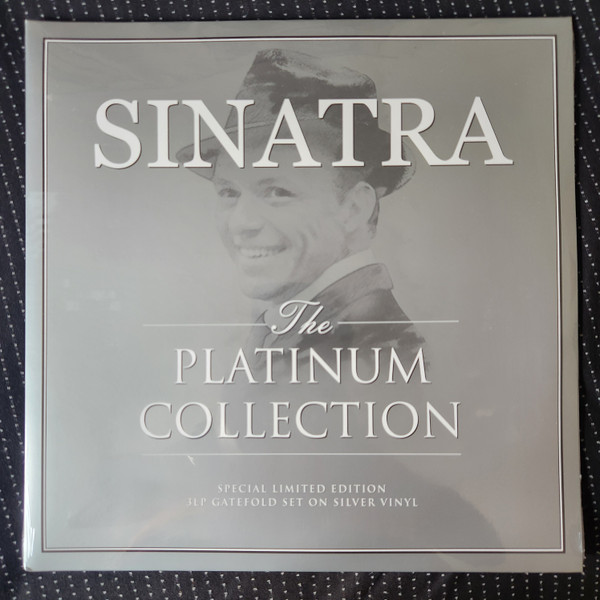 SINATRA
The
PLATINUM
COLLECTION
SPECIAL LIMITED EDITION
3LP GATEFOLD SET ON SILVER VINYL